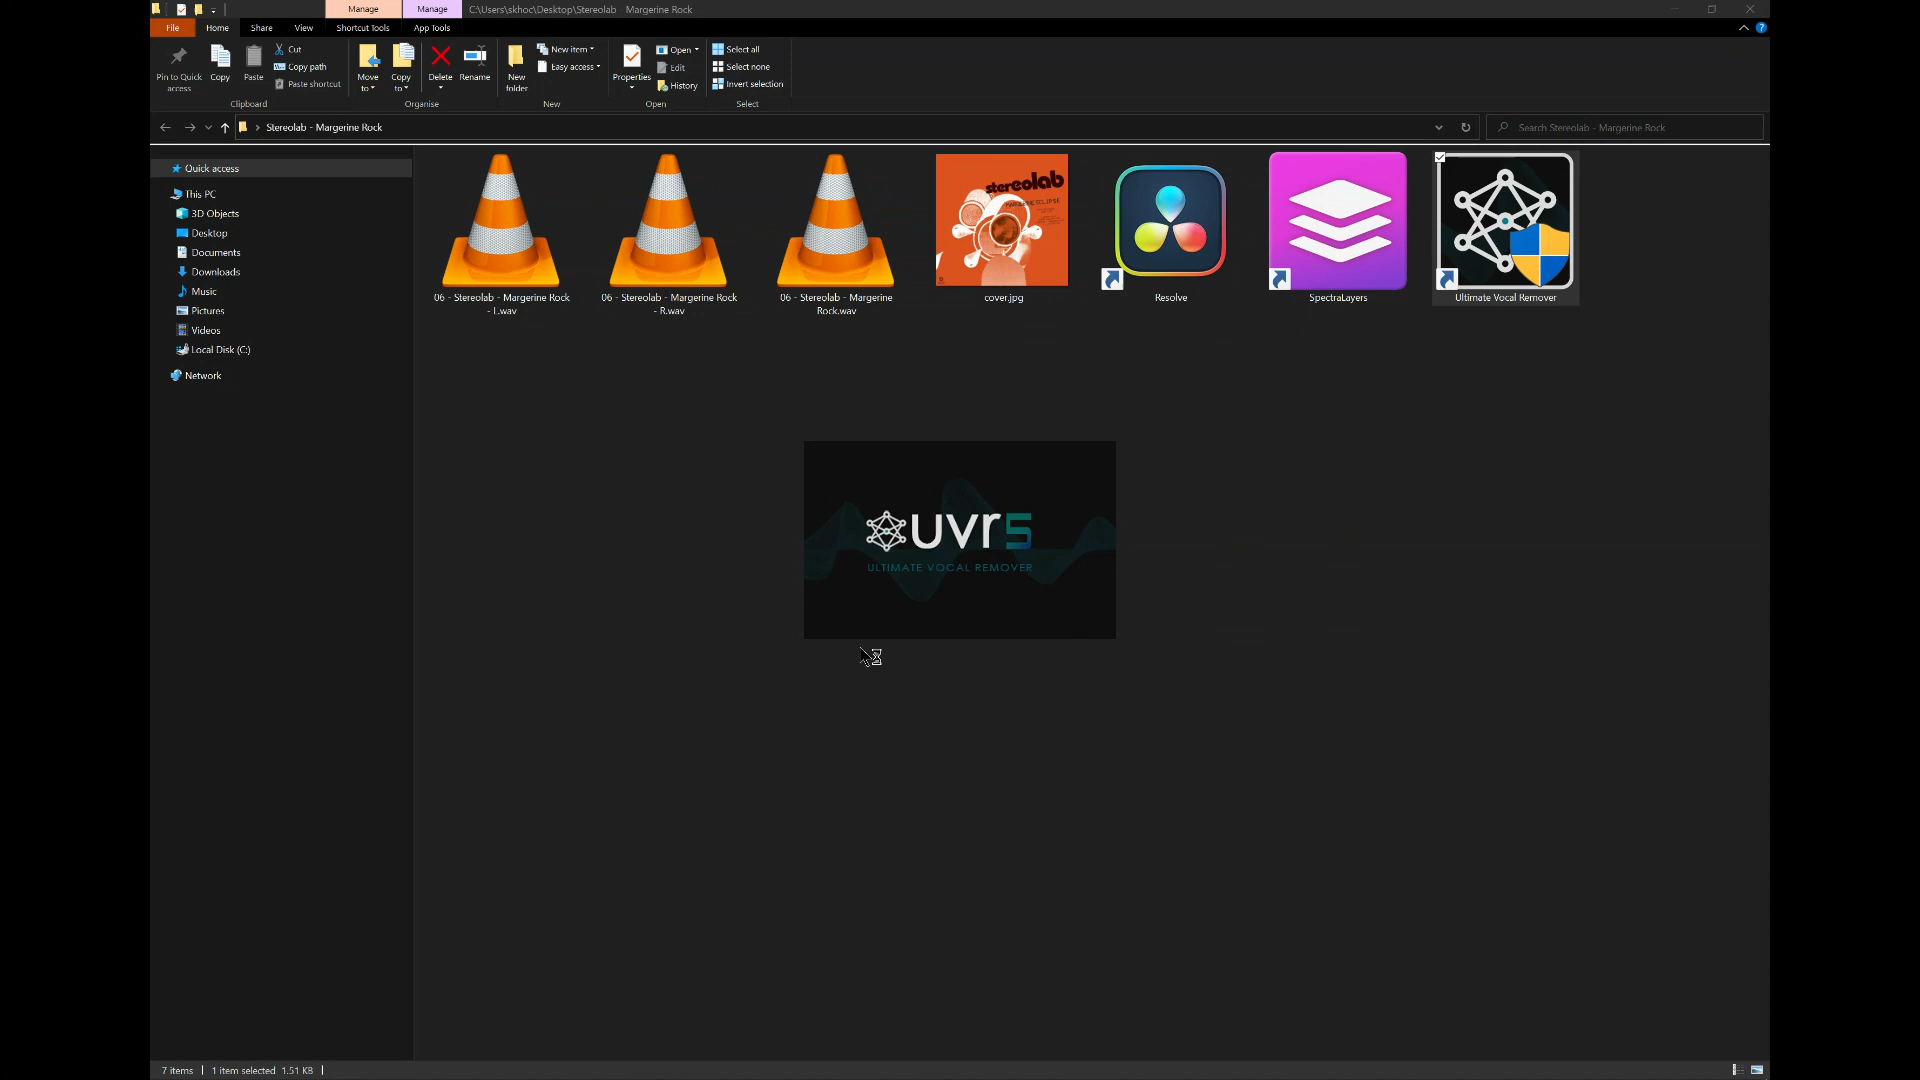 Manage
Manage
C:\Users\skhoc\Desktop\Stereolab  Margerine Rock
File
Home
Share
View
Shortcut Tools
App Tools
Pin to Quick access
Copy
Paste
Cut
Copy path
Paste shortcut
Clipboard
Move to
Copy to
Delete
Rename
Organise
New folder
New item
Easy access
New
Properties
Open
Edit
History
Open
Select all
Select none
Invert selection
Select
Stereolab - Margerine Rock
Search Stereolab - Margerine Rock
Quick access
This PC
3D Objects
Desktop
Documents
Downloads
Music
Pictures
Videos
Local Disk (C:)
Network
06 - Stereolab - Margerine Rock
- L.wav
06 - Stereolab - Margerine Rock
- R.wav
06 - Stereolab - Margerine
Rock.wav
stereolab
MARGERINE ECLIPSE
cover.jpg
Resolve
SpectraLayers
Ultimate Vocal Remover
uvr5
ULTIMATE VOCAL REMOVER
7 items
1 item selected 1.51 KB